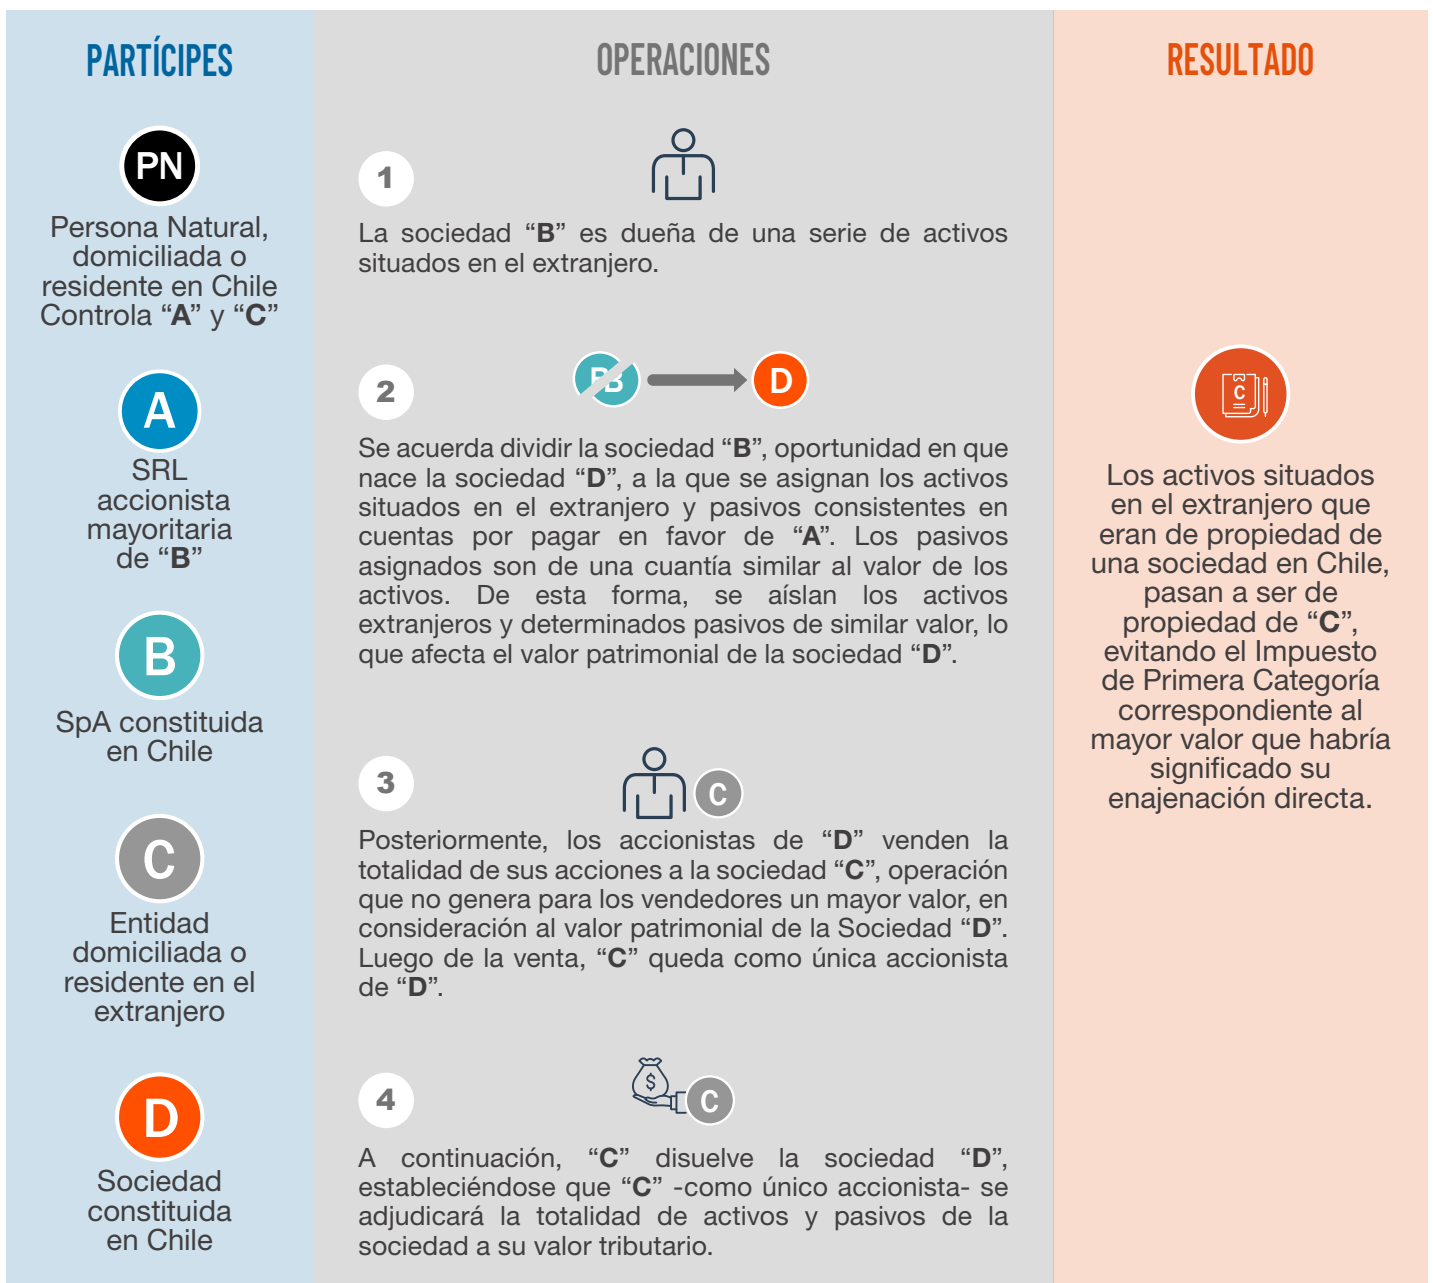 PARTÍCIPES
PN
Persona Natural,
domiciliada o
residente en Chile
Controla “A” y “C”
A
SRL
accionista
mayoritaria
de “B”
B
SpA constituida
en Chile
C
Entidad
domiciliada o
residente en el
extranjero
D
Sociedad
constituida
en Chile
OPERACIONES
1
La sociedad “B” es dueña de una serie de activos
situados en el extranjero.
2
BB
D
Se acuerda dividir la sociedad “B”, oportunidad en que
nace la sociedad “D”, a la que se asignan los activos
situados en el extranjero y pasivos consistentes en
cuentas por pagar en favor de “A”. Los pasivos
asignados son de una cuantía similar al valor de los
activos. De esta forma, se aíslan los activos
extranjeros y determinados pasivos de similar valor, lo
que afecta el valor patrimonial de la sociedad “D”.
3
C
Posteriormente, los accionistas de “D” venden la
totalidad de sus acciones a la sociedad “C”, operación
que no genera para los vendedores un mayor valor, en
consideración al valor patrimonial de la Sociedad “D”.
Luego de la venta, “C” queda como única accionista
de “D”.
4
$
C
A continuación, “C” disuelve la sociedad “D”,
estableciéndose que “C” -como único accionista- se
adjudicará la totalidad de activos y pasivos de la
sociedad a su valor tributario.
RESULTADO
C
Los activos situados
en el extranjero que
eran de propiedad de
una sociedad en Chile,
pasan a ser de
propiedad de “C”,
evitando el Impuesto
de Primera Categoría
correspondiente al
mayor valor que habría
significado su
enajenación directa.